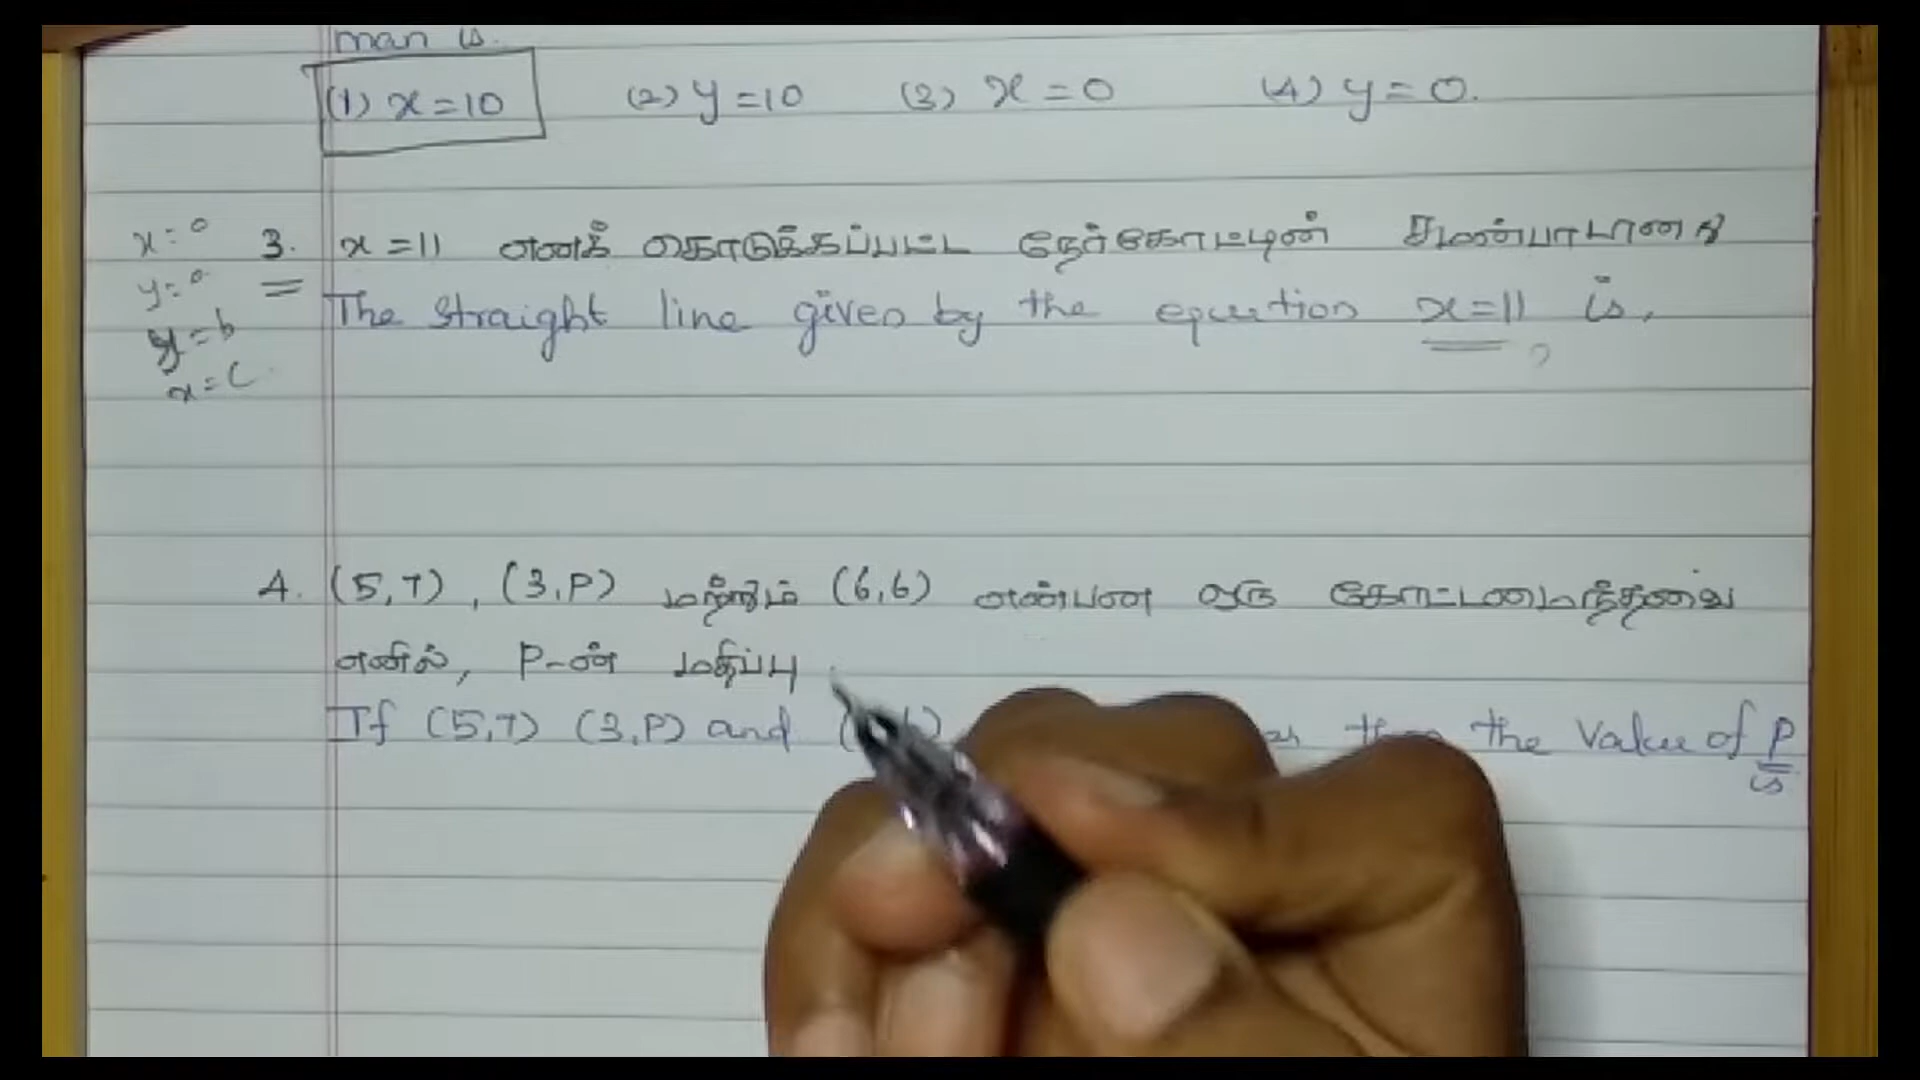 man is.
(1) x=10 (2) y=10 (3) x=0 (4) y=0.
x=0
y=0
y=b
x=c
3. x=11 எனக் கொடுக்கப்பட்ட நேர்கோட்டின் சமன்பாடானது
The straight line given by the equation x=11 is,
4. (5,7), (3,P) மற்றும் (6,6) என்பன ஒரு கோட்டமைந்தவை
எனில், P-ன் மதிப்பு
If (5,7) (3,P) and the Value of P
is